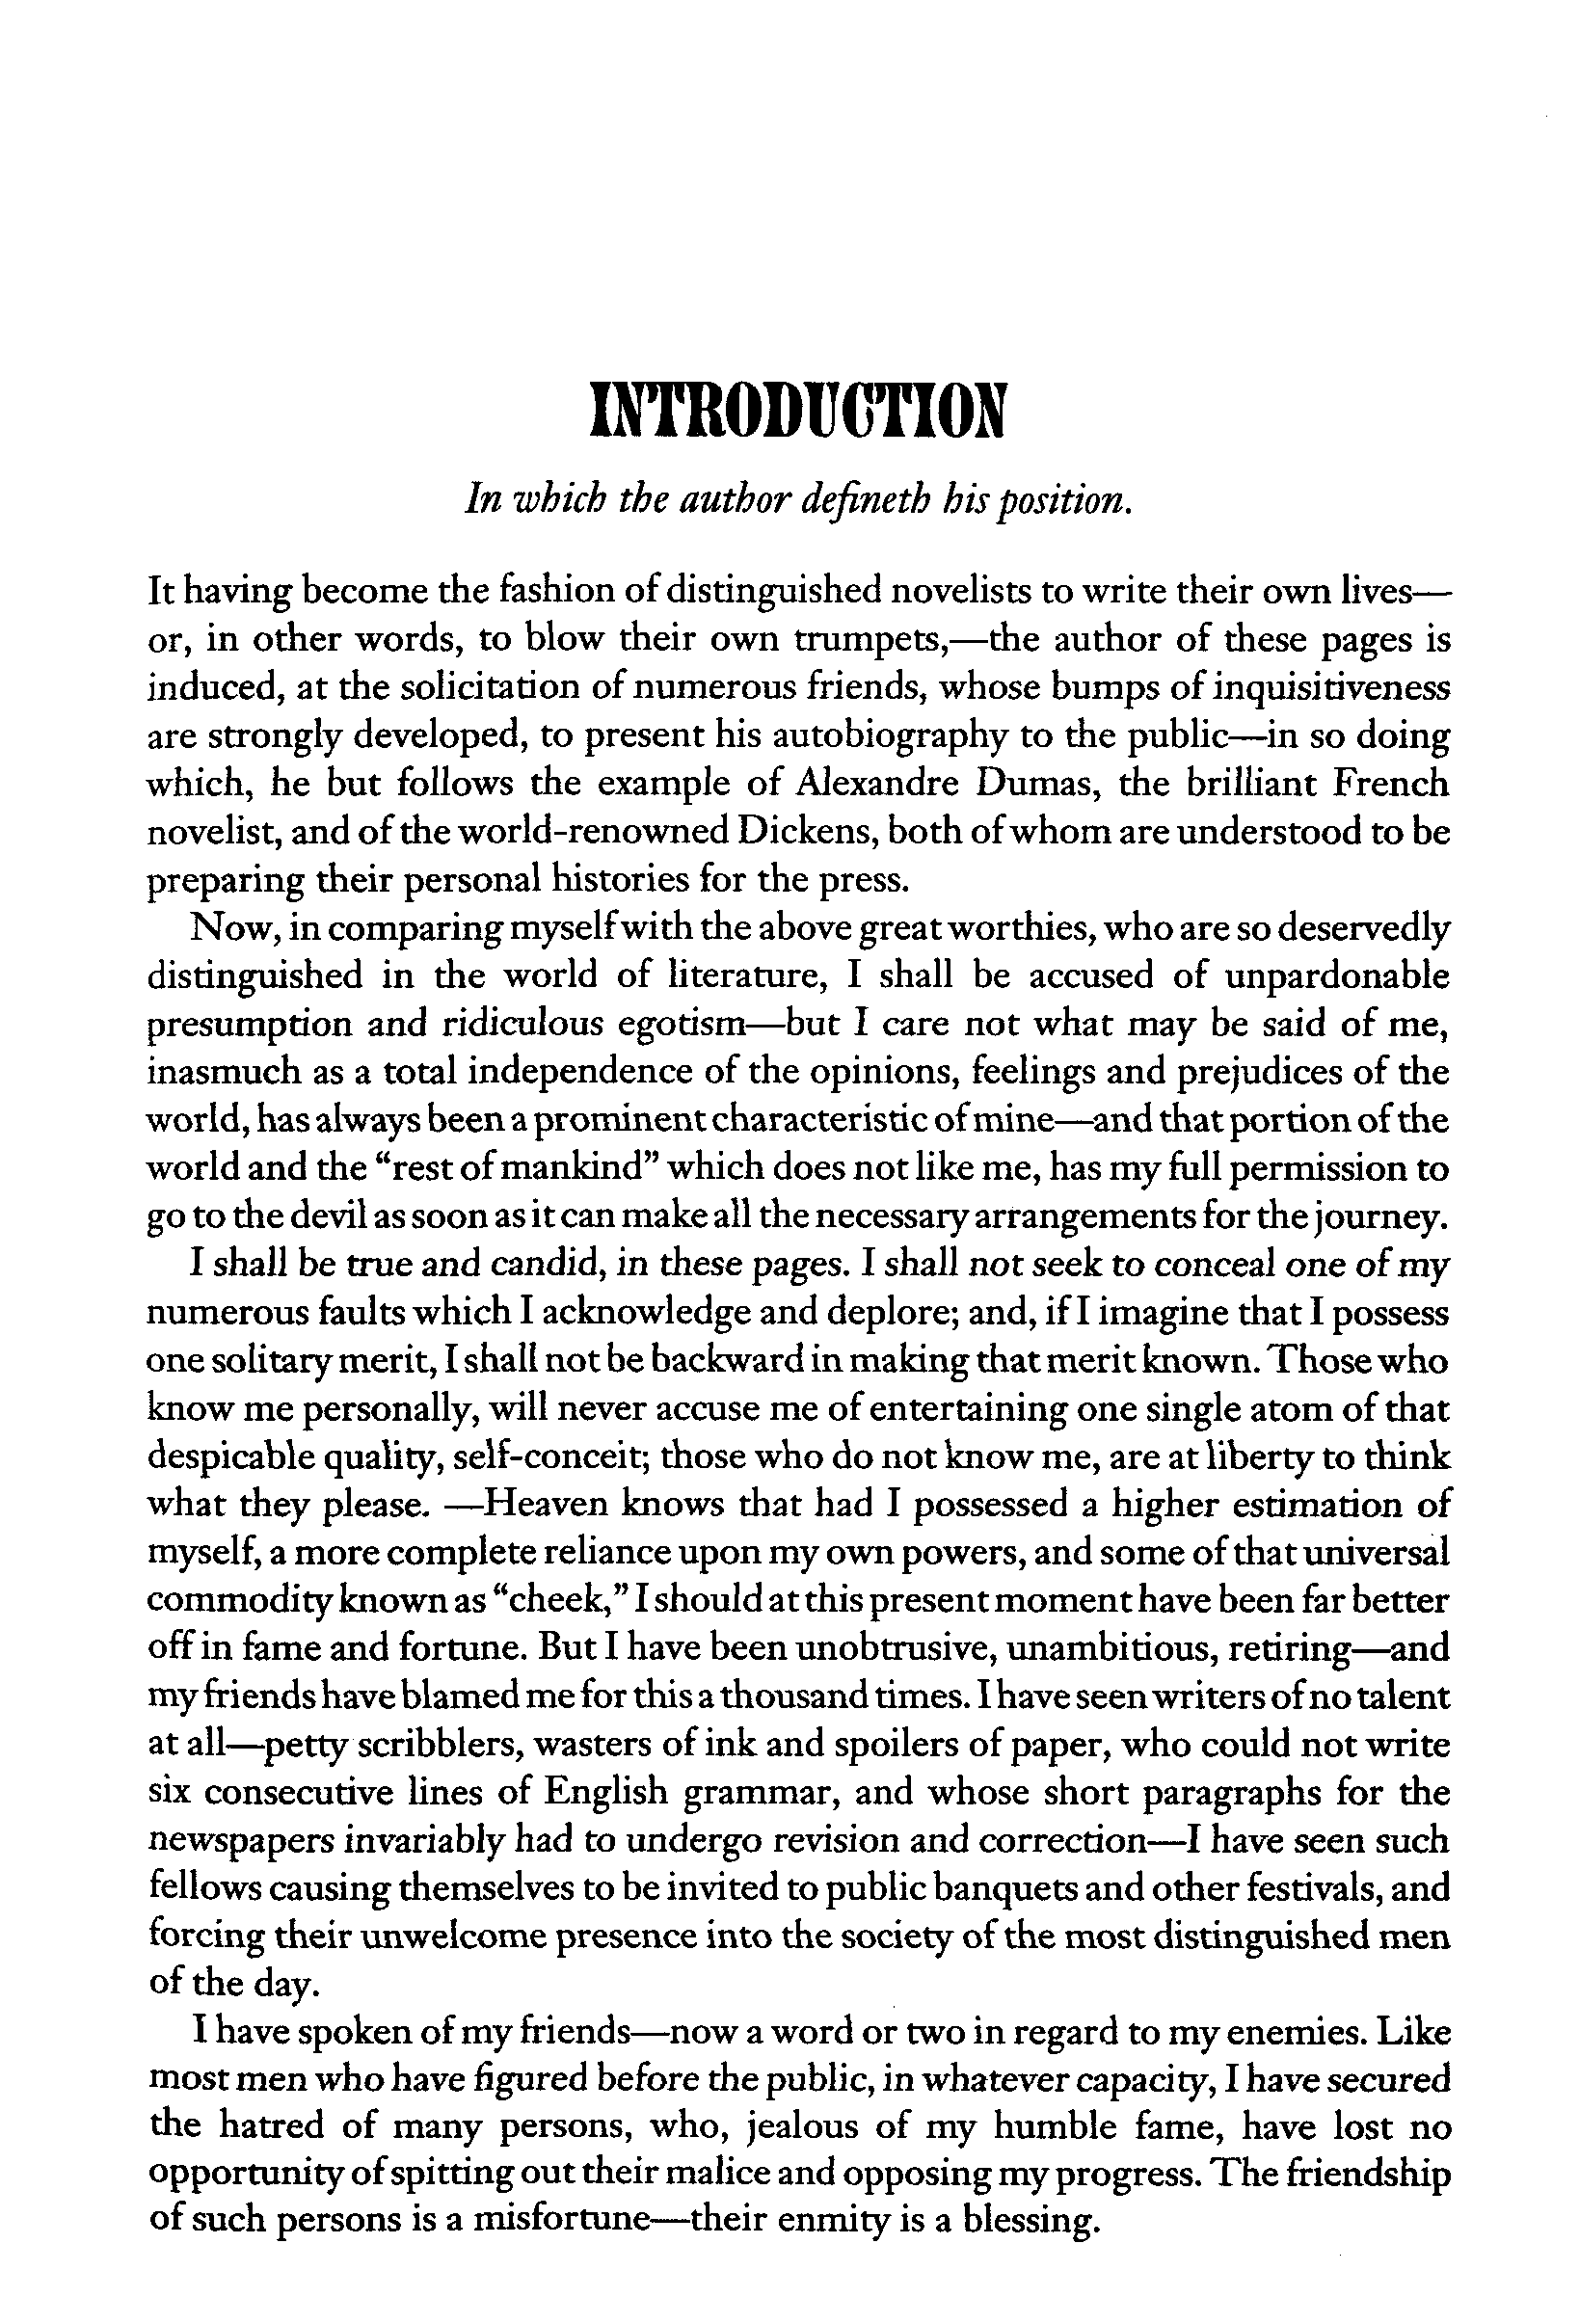 INTRODUCTION
In which the author defineth his position.
It having become the fashion of distinguished novelists to write their own lives—
or, in other words, to blow their own trumpets,—the author of these pages is
induced, at the solicitation of numerous friends, whose bumps of inquisitiveness
are strongly developed, to present his autobiography to the public—in so doing
which, he but follows the example of Alexandre Dumas, the brilliant French
novelist, and of the world-renowned Dickens, both of whom are understood to be
preparing their personal histories for the press.
Now, in comparing myself with the above great worthies, who are so deservedly
distinguished in the world of literature, I shall be accused of unpardonable
presumption and ridiculous egotism—but I care not what may be said of me,
inasmuch as a total independence of the opinions, feelings and prejudices of the
world, has always been a prominent characteristic of mine—and that portion of the
world and the “rest of mankind” which does not like me, has my full permission to
go to the devil as soon as it can make all the necessary arrangements for the journey.
I shall be true and candid, in these pages. I shall not seek to conceal one of my
numerous faults which I acknowledge and deplore; and, if I imagine that I possess
one solitary merit, I shall not be backward in making that merit known. Those who
know me personally, will never accuse me of entertaining one single atom of that
despicable quality, self-conceit; those who do not know me, are at liberty to think
what they please. —Heaven knows that had I possessed a higher estimation of
myself, a more complete reliance upon my own powers, and some of that universal
commodity known as “cheek,” I should at this present moment have been far better
off in fame and fortune. But I have been unobtrusive, unambitious, retiring—and
my friends have blamed me for this a thousand times. I have seen writers of no talent
at all—petty scribblers, wasters of ink and spoilers of paper, who could not write
six consecutive lines of English grammar, and whose short paragraphs for the
newspapers invariably had to undergo revision and correction—I have seen such
fellows causing themselves to be invited to public banquets and other festivals, and
forcing their unwelcome presence into the society of the most distinguished men
of the day.
I have spoken of my friends—now a word or two in regard to my enemies. Like
most men who have figured before the public, in whatever capacity, I have secured
the hatred of many persons, who, jealous of my humble fame, have lost no
opportunity of spitting out their malice and opposing my progress. The friendship
of such persons is a misfortune—their enmity is a blessing.